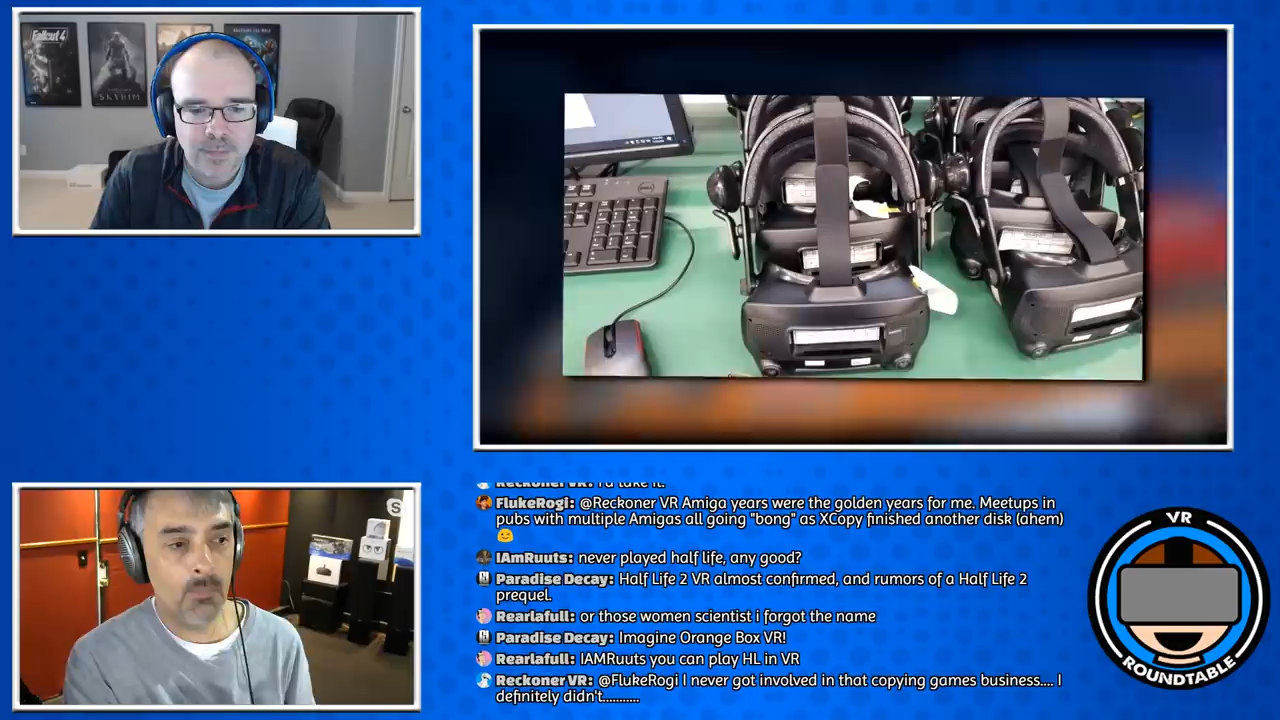 Fallout 4
SKYRIM
DELL
S
FlukeRogi: @Reckoner VR Amiga years were the golden years for me. Meetups in
pubs with multiple Amigas all going "bong" as XCopy finished another disk (ahem)
IAmRuuts: never played half life, any good?
Paradise Decay: Half Life 2 VR almost confirmed, and rumors of a Half Life 2
prequel.
Rearlafull: or those women scientist i forgot the name
Paradise Decay: Imagine Orange Box VR!
Rearlafull: IAMRuuts you can play HL in VR
Reckoner VR: @FlukeRogi I never got involved in that copying games business.... I
definitely didn't...........
VR
ROUNDTABLE